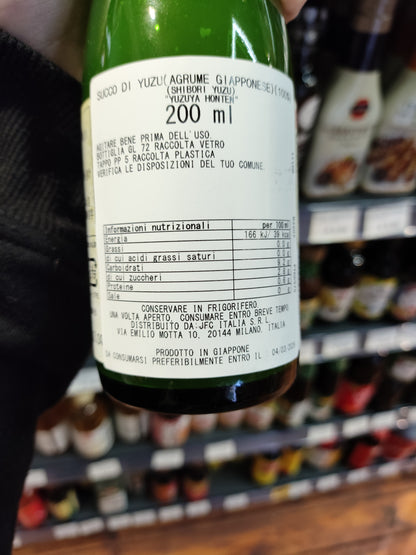 SUCCO DI YUZU(AGRUME GIAPPONESE)(100%)
(SHIBORI YUZU)
"YUZUYA HONTEN"
200 ml
AGITARE BENE PRIMA DELL'USO.
BOTTIGLIA GL 72 RACCOLTA VETRO
TAPPO PP 5 RACCOLTA PLASTICA
VERIFICA LE DISPOSIZIONI DEL TUO COMUNE.
Informazioni nutrizionali per 100ml
Energia 166 kJ/ 39 kcal
Grassi
di cui acidi grassi saturi
Carboidrati
di cui zuccheri
Proteine
Sale
CONSERVARE IN FRIGORIFERO.
UNA VOLTA APERTO, CONSUMARE ENTRO BREVE TEMPO.
DISTRIBUITO DA:JFC ITALIA S.R.L.
VIA EMILIO MOTTA 10, 20144 MILANO, ITALIA
PRODOTTO IN GIAPPONE
DA CONSUMARSI PREFERIBILMENTE ENTRO IL :